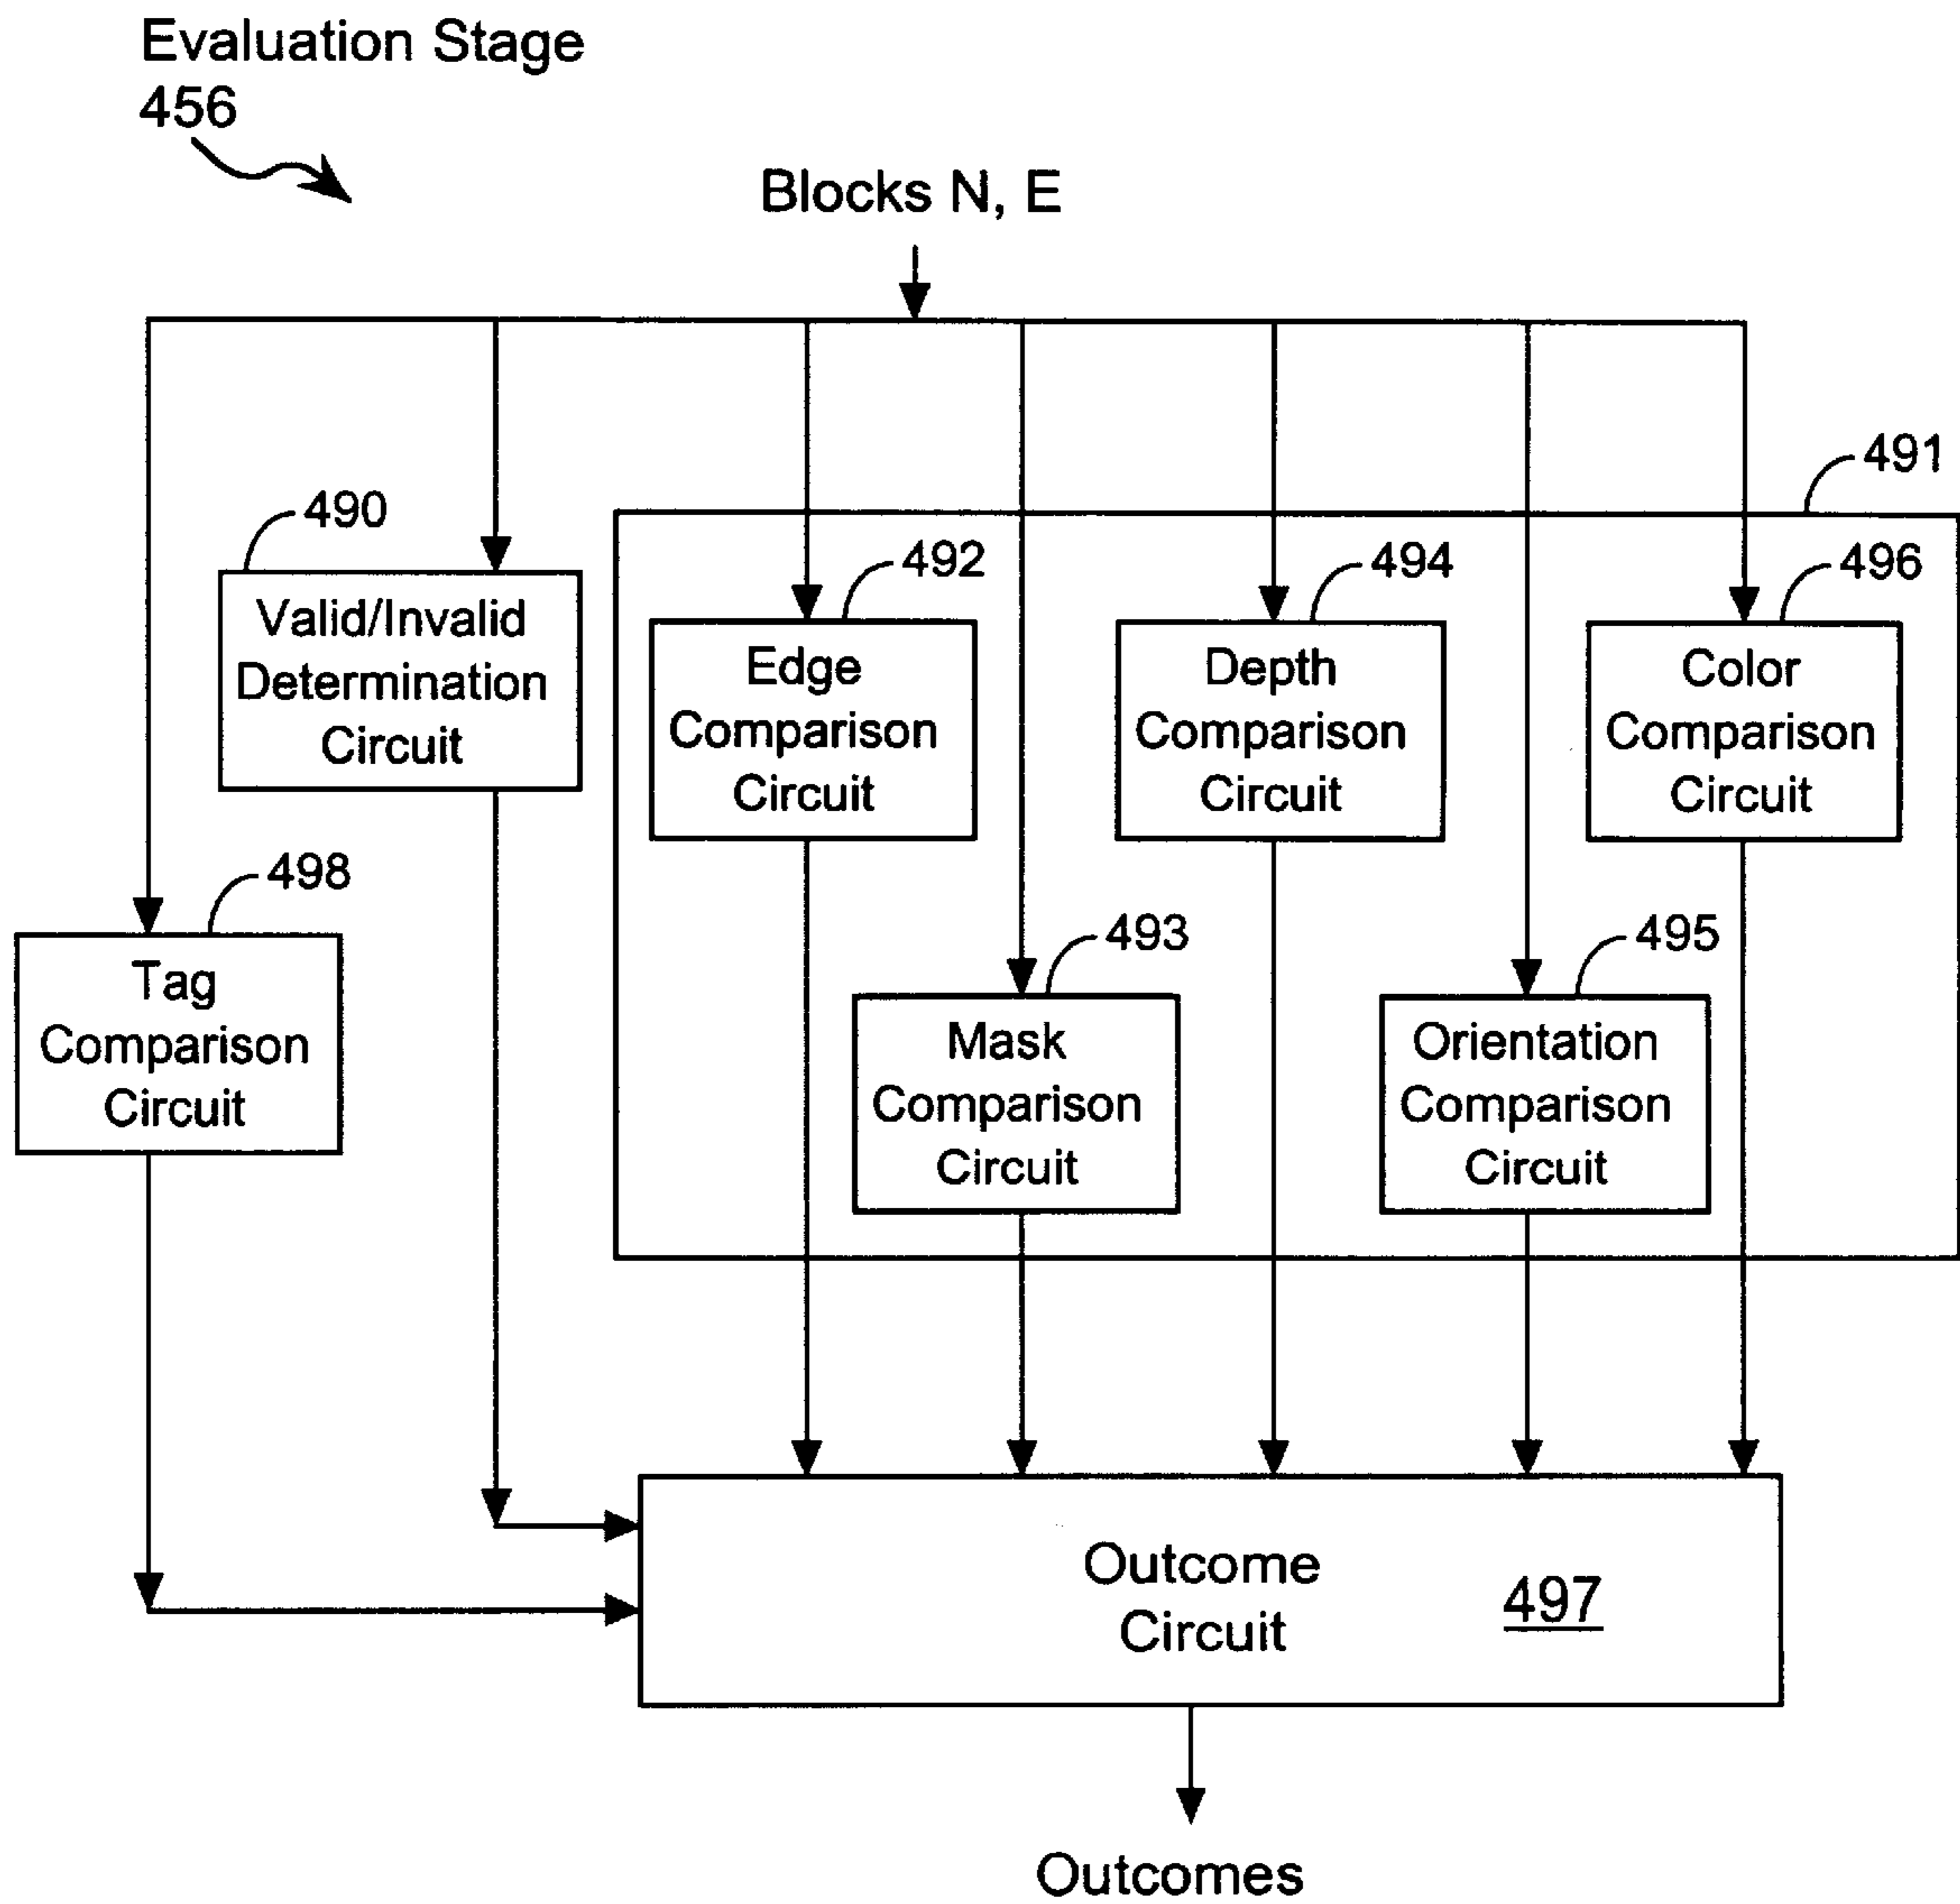 Evaluation Stage
456
Blocks N, E
491
490
492
494
496
Valid/Invalid
Determination
Circuit
Edge
Comparison
Circuit
Depth
Comparison
Circuit
Color
Comparison
Circuit
498
493
495
Tag
Comparison
Circuit
Mask
Comparison
Circuit
Orientation
Comparison
Circuit
Outcome
Circuit
497
Outcomes